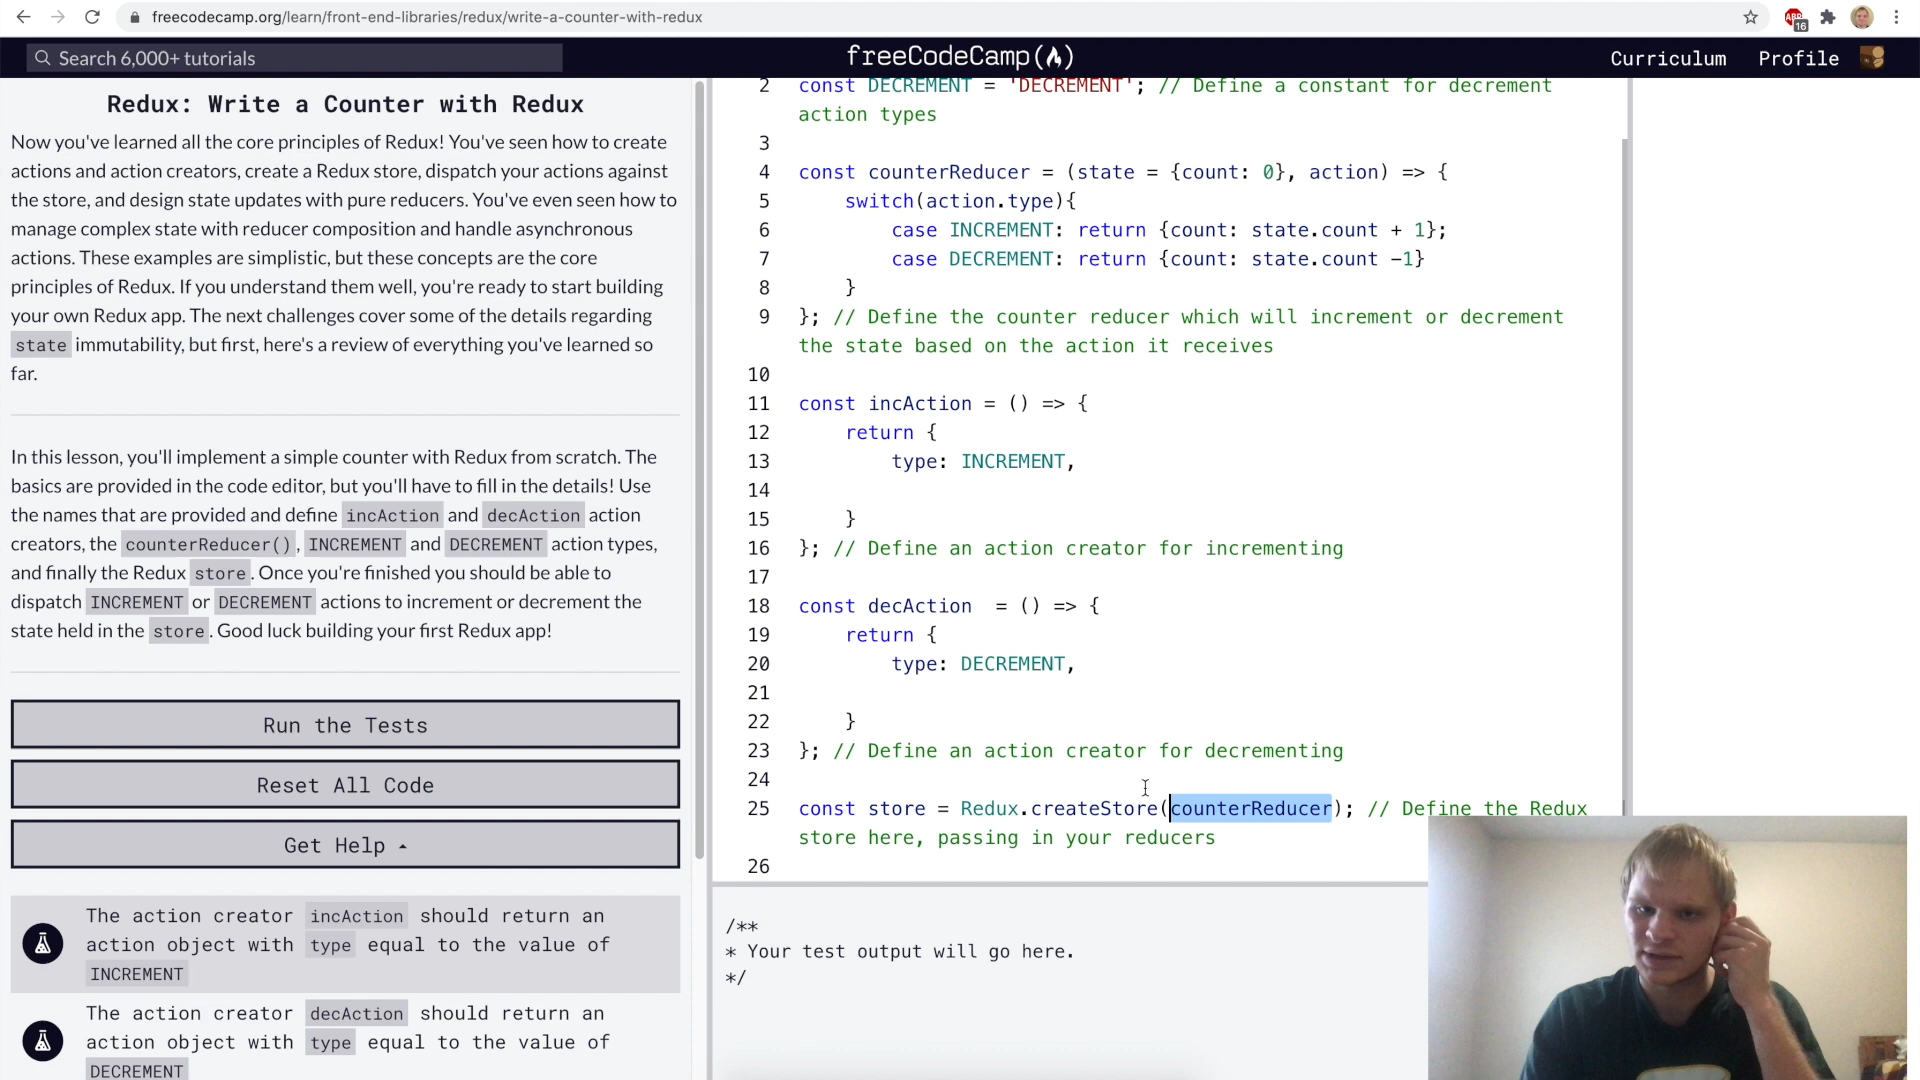 freecodecamp.org/learn/front-end-libraries/redux/write-a-counter-with-redux
ABP
16
Search 6,000+ tutorials
freeCodeCamp
Curriculum
Profile
Redux: Write a Counter with Redux
Now you've learned all the core principles of Redux! You've seen how to create
actions and action creators, create a Redux store, dispatch your actions against
the store, and design state updates with pure reducers. You've even seen how to
manage complex state with reducer composition and handle asynchronous
actions. These examples are simplistic, but these concepts are the core
principles of Redux. If you understand them well, you're ready to start building
your own Redux app. The next challenges cover some of the details regarding
state immutability, but first, here's a review of everything you've learned so
far.
In this lesson, you'll implement a simple counter with Redux from scratch. The
basics are provided in the code editor, but you'll have to fill in the details! Use
the names that are provided and define incAction and decAction action
creators, the counterReducer() , INCREMENT and DECREMENT action types,
and finally the Redux store . Once you're finished you should be able to
dispatch INCREMENT or DECREMENT actions to increment or decrement the
state held in the store . Good luck building your first Redux app!
Run the Tests
Reset All Code
Get Help
The action creator incAction should return an
action object with type equal to the value of
INCREMENT
The action creator decAction should return an
action object with type equal to the value of
DECREMENT
2 const DECREMENT = 'DECREMENT'; // Define a constant for decrement
action types
3
4 const counterReducer = (state = {count: 0}, action) => {
5 switch(action.type){
6 case INCREMENT: return {count: state.count + 1};
7 case DECREMENT: return {count: state.count -1}
8 }
9 }; // Define the counter reducer which will increment or decrement
the state based on the action it receives
10
11 const incAction = () => {
12 return {
13 type: INCREMENT,
14
15 }
16 }; // Define an action creator for incrementing
17
18 const decAction  = () => {
19 return {
20 type: DECREMENT,
21
22 }
23 }; // Define an action creator for decrementing
24
25 const store = Redux.createStore(counterReducer); // Define the Redux
store here, passing in your reducers
26
/**
* Your test output will go here.
*/